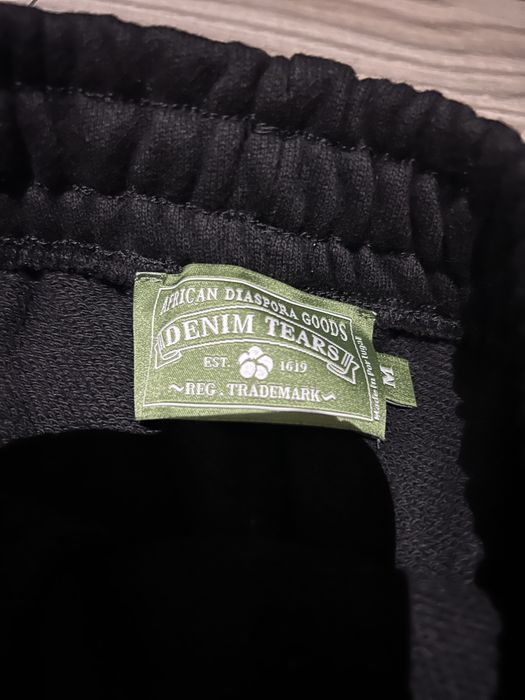 AFRICAN DIASPORA GOODS
DENIM TEARS
EST. 1619
~REG. TRADEMARK~
Made In Portugal
M